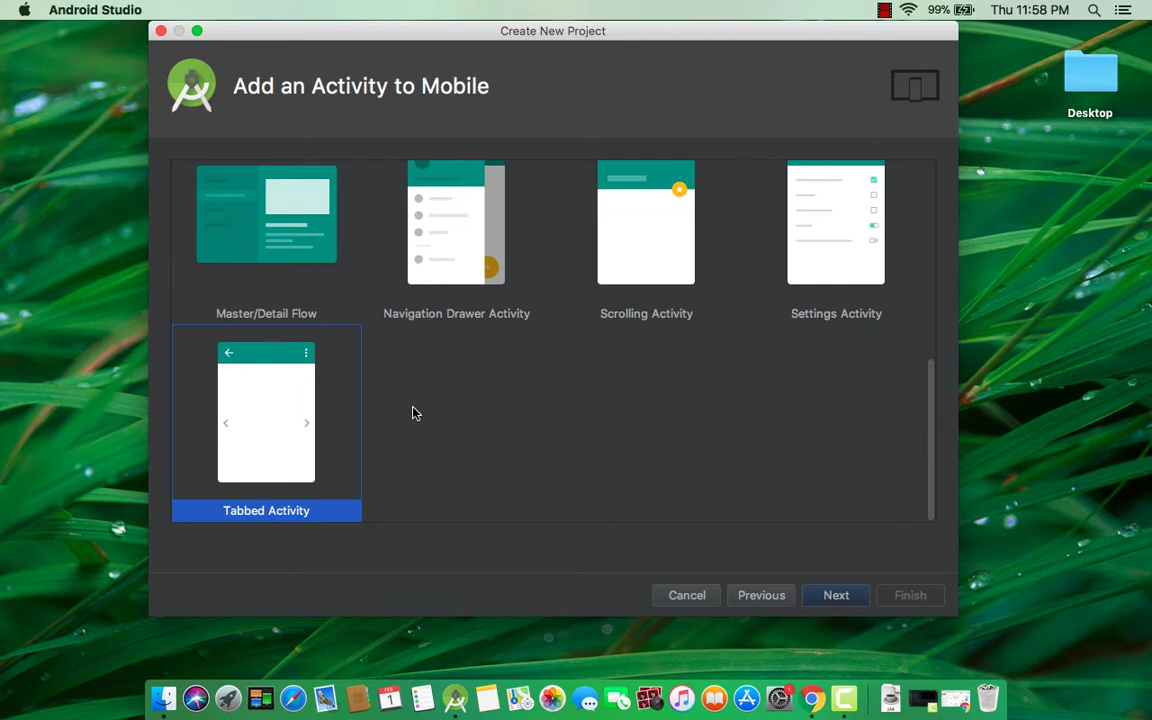 Android Studio
99%
Thu 11:58 PM
Create New Project
Add an Activity to Mobile
Desktop
Master/Detail Flow
Navigation Drawer Activity
Scrolling Activity
Settings Activity
Tabbed Activity
Cancel
Previous
Next
Finish